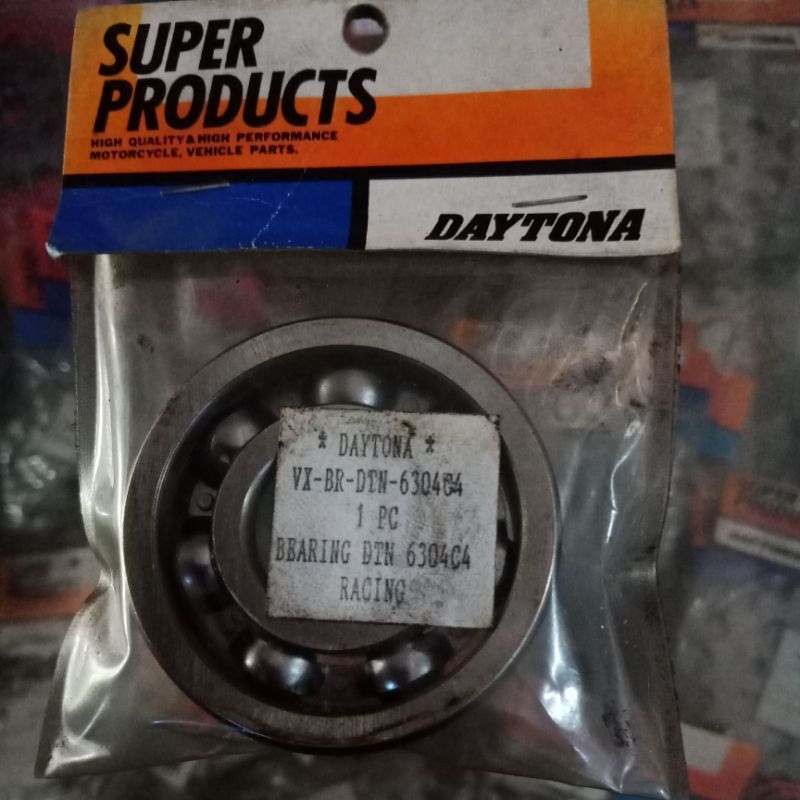 SUPER
PRODUCTS
HIGH QUALITY & HIGH PERFORMANCE
MOTORCYCLE, VEHICLE PARTS.
DAYTONA
* DAYTONA *
VX-BR-DTN-6304C4
1 PC
BEARING DTN 6304C4
RACING
SUPER